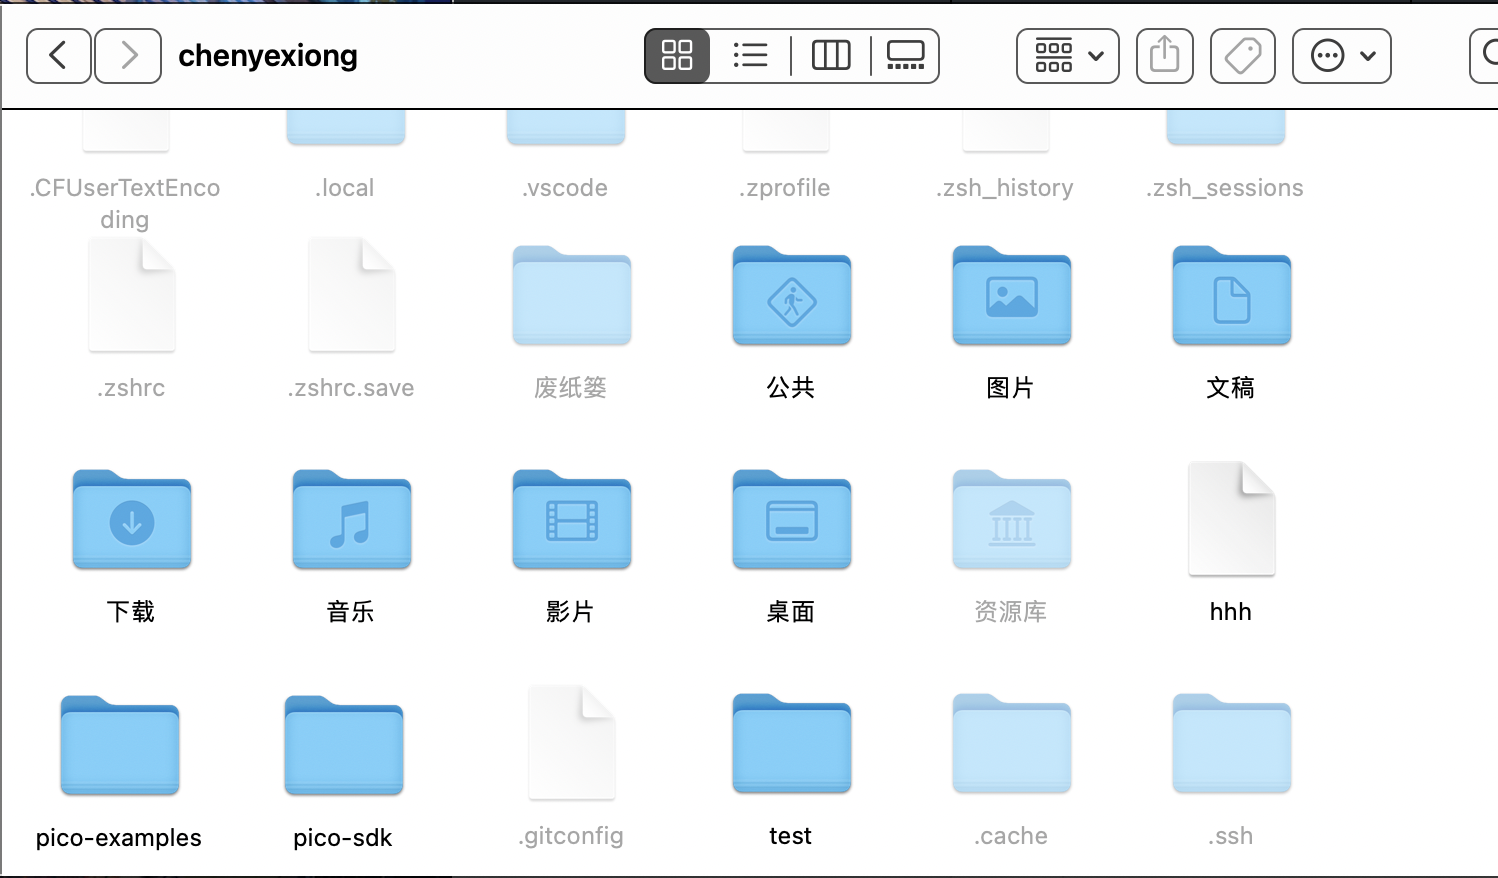 chenyexiong
.CFUserTextEnco
ding
.local
.vscode
.zprofile
.zsh_history
.zsh_sessions
.zshrc
.zshrc.save
废纸篓
公共
图片
文稿
下载
音乐
影片
桌面
资源库
hhh
pico-examples
pico-sdk
.gitconfig
test
.cache
.ssh